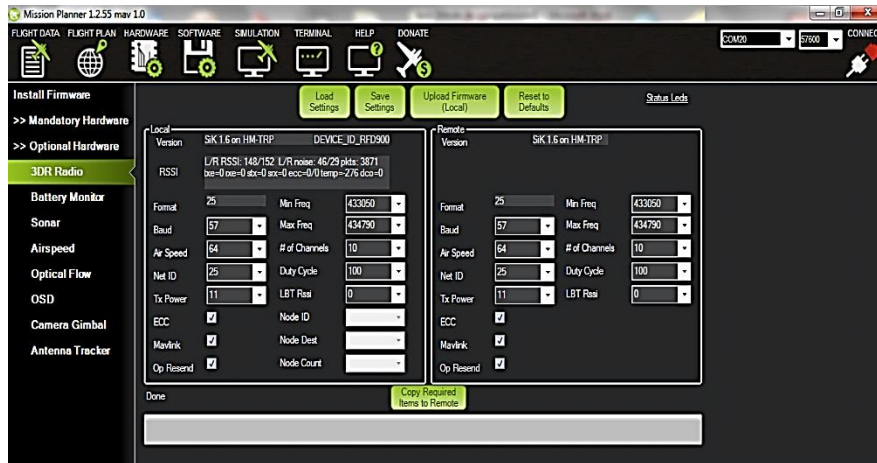 Mission Planner 1.2.55 mav 1.0
FLIGHT DATA FLIGHT PLAN HARDWARE SOFTWARE SIMULATION TERMINAL HELP DONATE
COM20 57600 CONNEC
Install Firmware
>> Mandatory Hardware
>> Optional Hardware
3DR Radio
Battery Monitor
Sonar
Airspeed
Optical Flow
OSD
Camera Gimbal
Antenna Tracker
Load Settings
Save Settings
Upload Firmware (Local)
Reset to Defaults
Status Leds
Local
Version SiK 1.6 on HM-TRP DEVICE_ID_RFD900
RSSI L/R RSSI: 148/152 L/R noise: 46/29 pkts: 3871
txe=0 rxe=0 stx=0 srx=0 ecc=0/0 temp=-276 dco=0
Format 25 Min Freq 433050
Baud 57 Max Freq 434790
Air Speed 64 # of Channels 10
Net ID 25 Duty Cycle 100
Tx Power 11 LBT Rssi 0
ECC Node ID
Mavlink Node Dest
Op Resend Node Count
Remote
Version SiK 1.6 on HM-TRP
Format 25 Min Freq 433050
Baud 57 Max Freq 434790
Air Speed 64 # of Channels 10
Net ID 25 Duty Cycle 100
Tx Power 11 LBT Rssi 0
ECC
Mavlink
Op Resend
Done
Copy Required
Items to Remote